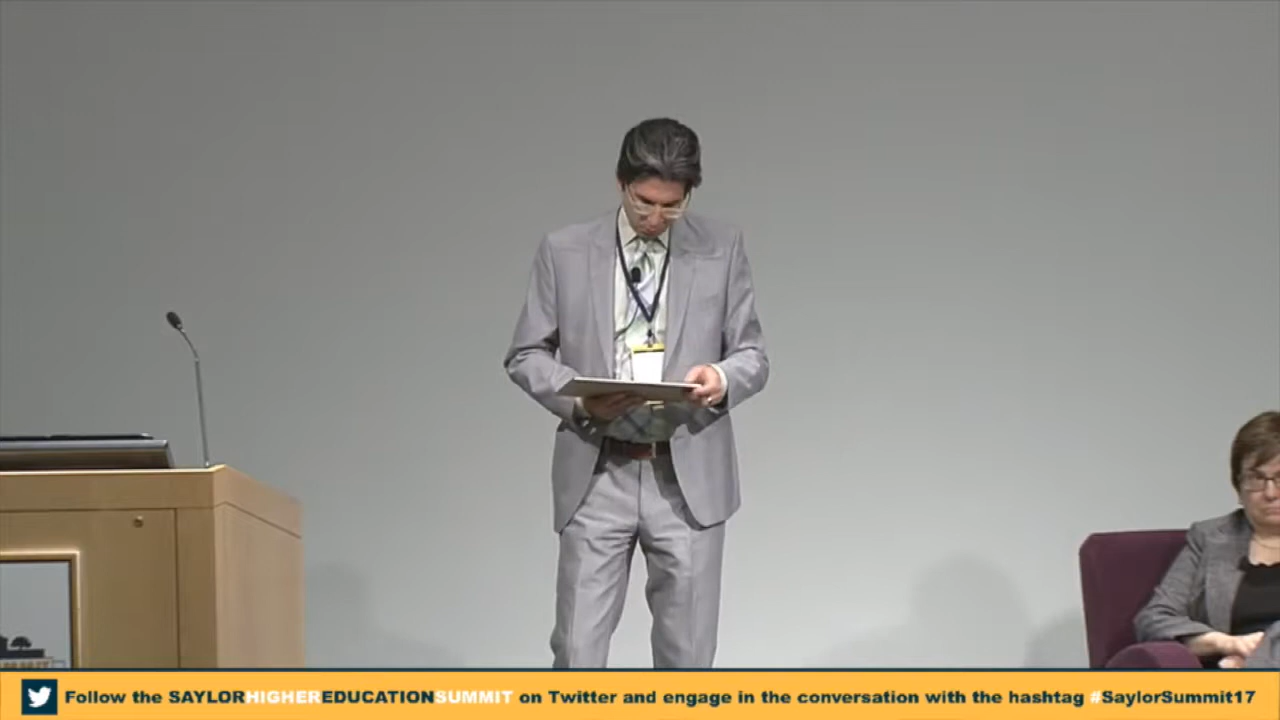 Follow the SAYLORHIGHEREDUCATIONSUMMIT on Twitter and engage in the conversation with the hashtag #SaylorSummit17